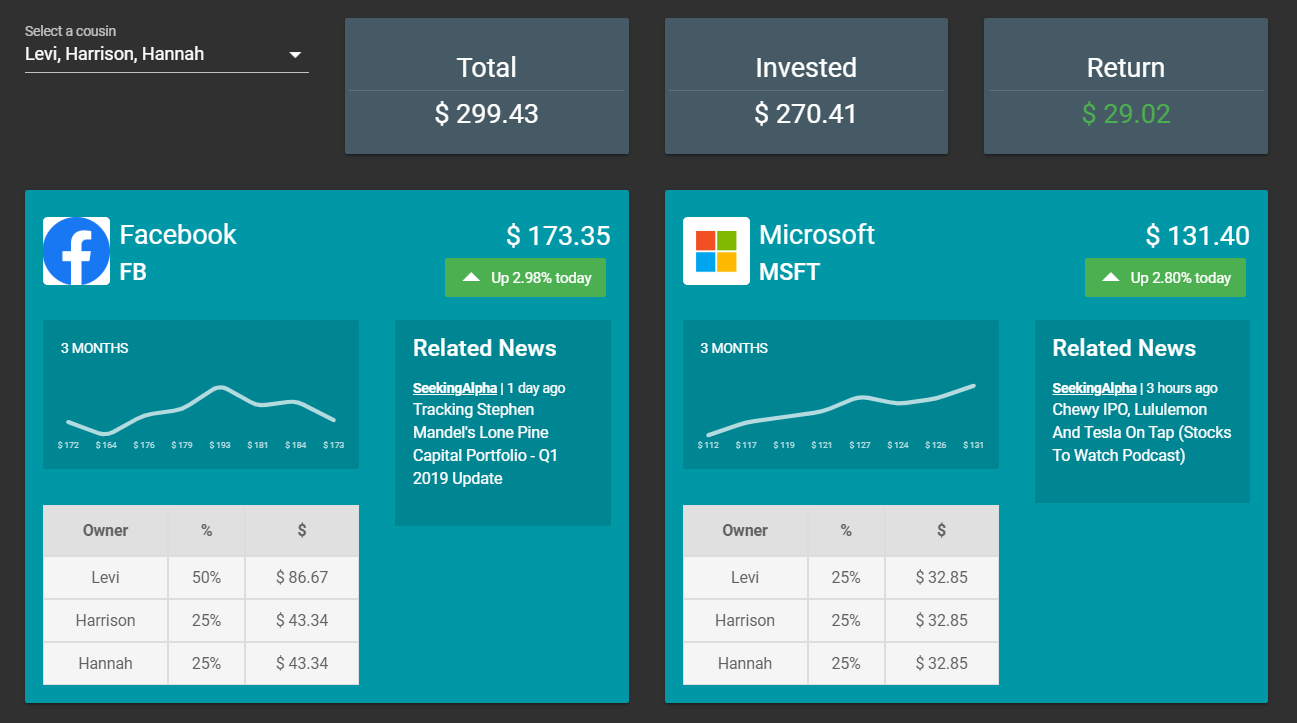 Select a cousin
Levi, Harrison, Hannah
Total
$ 299.43
Invested
$ 270.41
Return
$ 29.02
Facebook
FB
$ 173.35
Up 2.98% today
3 MONTHS
$ 172 $ 164 $ 176 $ 179 $ 193 $ 181 $ 184 $ 173
Related News
SeekingAlpha | 1 day ago
Tracking Stephen
Mandel's Lone Pine
Capital Portfolio - Q1
2019 Update
Owner % $
Levi 50% $ 86.67
Harrison 25% $ 43.34
Hannah 25% $ 43.34
Microsoft
MSFT
$ 131.40
Up 2.80% today
3 MONTHS
$ 112 $ 117 $ 119 $ 121 $ 127 $ 124 $ 126 $ 131
Related News
SeekingAlpha | 3 hours ago
Chewy IPO, Lululemon
And Tesla On Tap (Stocks
To Watch Podcast)
Owner % $
Levi 25% $ 32.85
Harrison 25% $ 32.85
Hannah 25% $ 32.85